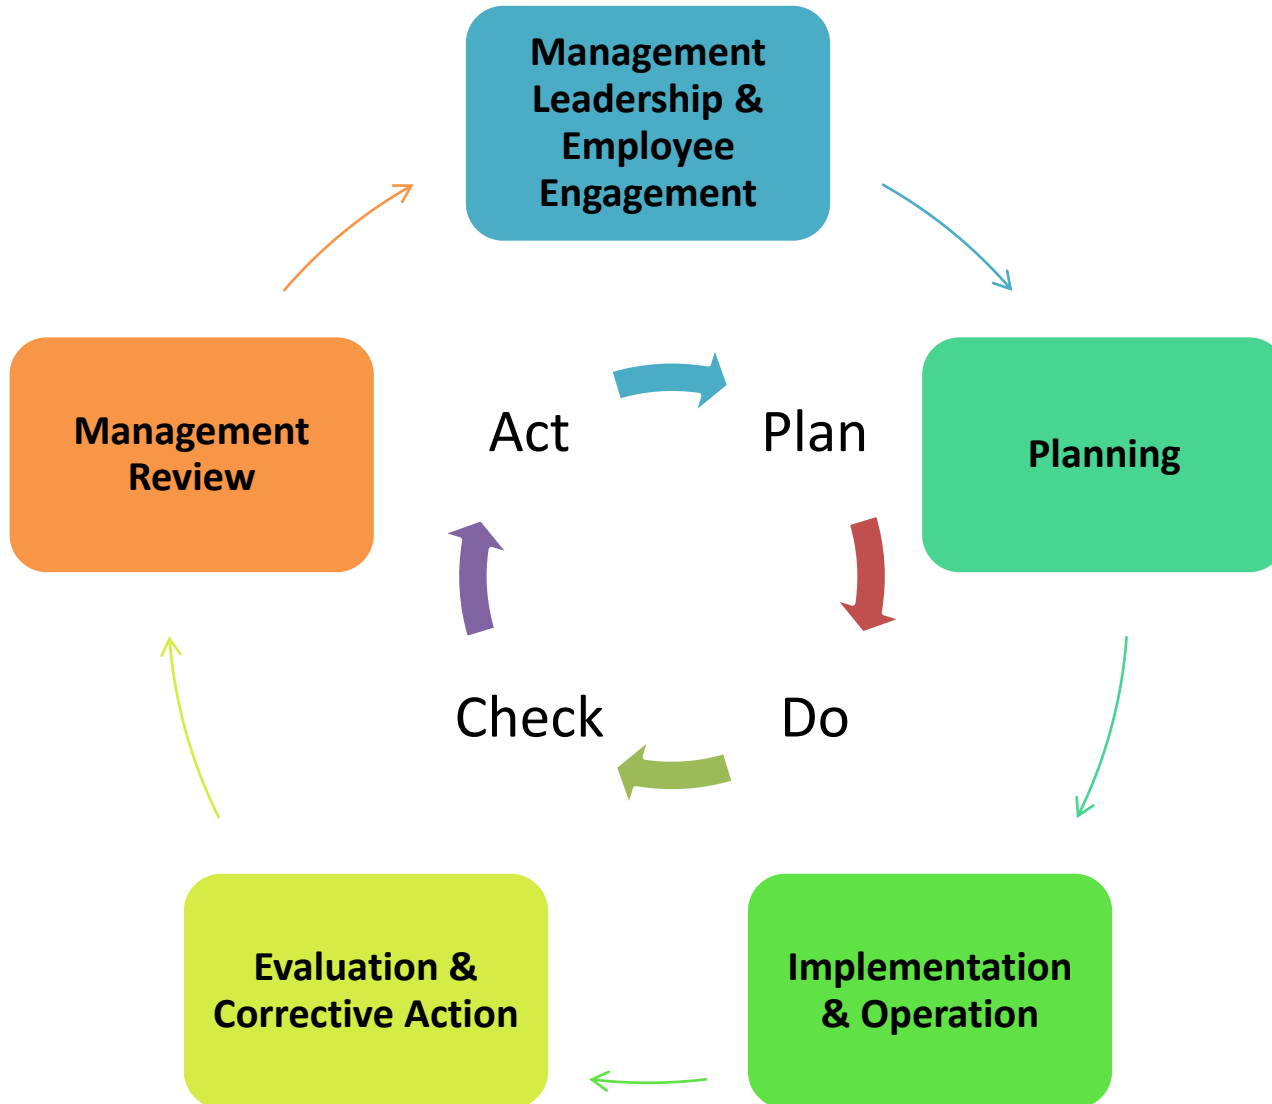 Management
Leadership &
Employee
Engagement
Act
Plan
Management
Review
Planning
Check
Do
Evaluation &
Corrective Action
Implementation
& Operation